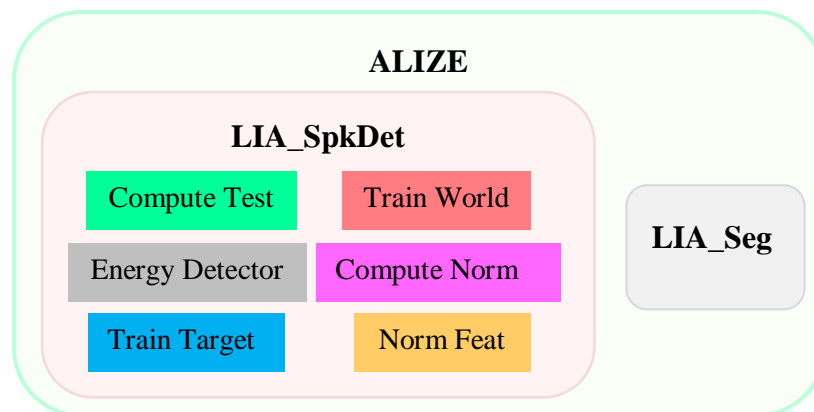 ALIZE
LIA_SpkDet
Compute Test
Train World
LIA_Seg
Energy Detector
Compute Norm
Train Target
Norm Feat